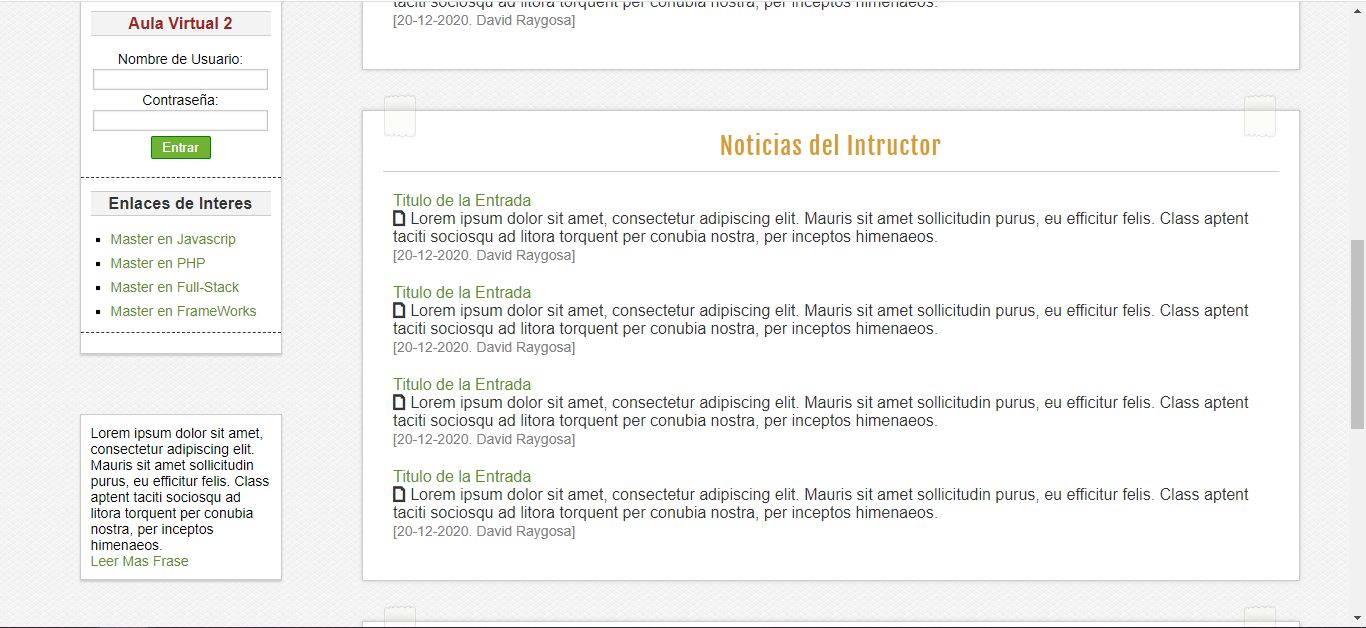 Aula Virtual 2
Nombre de Usuario:
Contraseña:
Entrar
Enlaces de Interes
Master en Javascrip
Master en PHP
Master en Full-Stack
Master en FrameWorks
Lorem ipsum dolor sit amet,
consectetur adipiscing elit.
Mauris sit amet sollicitudin
purus, eu efficitur felis. Class
aptent taciti sociosqu ad
litora torquent per conubia
nostra, per inceptos
himenaeos.
Leer Mas Frase
taciti sociosqu ad litora torquent per conubia nostra, per inceptos himenaeos.
[20-12-2020. David Raygosa]
Noticias del Intructor
Titulo de la Entrada
Lorem ipsum dolor sit amet, consectetur adipiscing elit. Mauris sit amet sollicitudin purus, eu efficitur felis. Class aptent
taciti sociosqu ad litora torquent per conubia nostra, per inceptos himenaeos.
[20-12-2020. David Raygosa]
Titulo de la Entrada
Lorem ipsum dolor sit amet, consectetur adipiscing elit. Mauris sit amet sollicitudin purus, eu efficitur felis. Class aptent
taciti sociosqu ad litora torquent per conubia nostra, per inceptos himenaeos.
[20-12-2020. David Raygosa]
Titulo de la Entrada
Lorem ipsum dolor sit amet, consectetur adipiscing elit. Mauris sit amet sollicitudin purus, eu efficitur felis. Class aptent
taciti sociosqu ad litora torquent per conubia nostra, per inceptos himenaeos.
[20-12-2020. David Raygosa]
Titulo de la Entrada
Lorem ipsum dolor sit amet, consectetur adipiscing elit. Mauris sit amet sollicitudin purus, eu efficitur felis. Class aptent
taciti sociosqu ad litora torquent per conubia nostra, per inceptos himenaeos.
[20-12-2020. David Raygosa]